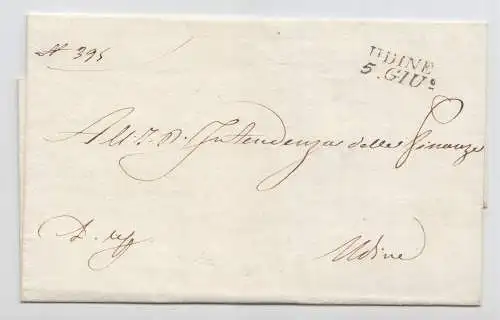 N 395
UDINE
5 . GIUº
All: I. R. Intendenza delle Finanze
Udine